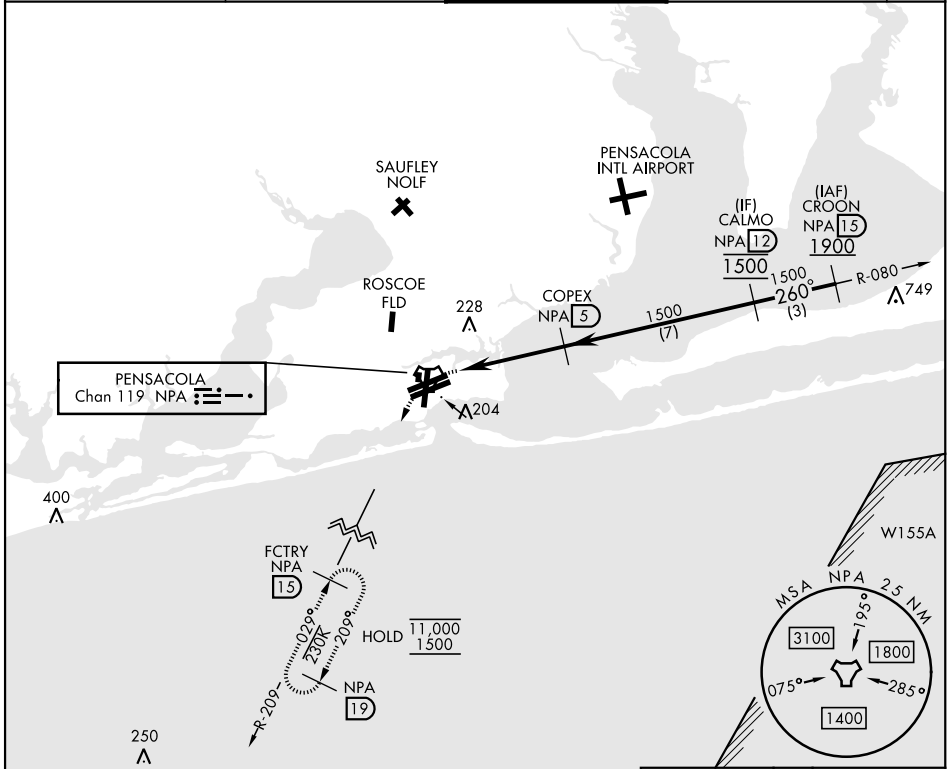 SAUFLEY
NOLF
PENSACOLA
INTL AIRPORT
(IF)
CALMO
NPA 12
1500
(IAF)
CROON
NPA 15
1900
1500
260°
(3)
R-080
749
ROSCOE
FLD
228
COPEX
NPA 5
1500
(7)
PENSACOLA
Chan 119 NPA
204
400
W155A
FCTRY
NPA
15
029°
230K
209°
HOLD 11,000
1500
NPA
19
R-209
250
MSA NPA 25 NM
195°
3100
1800
075°
285°
1400